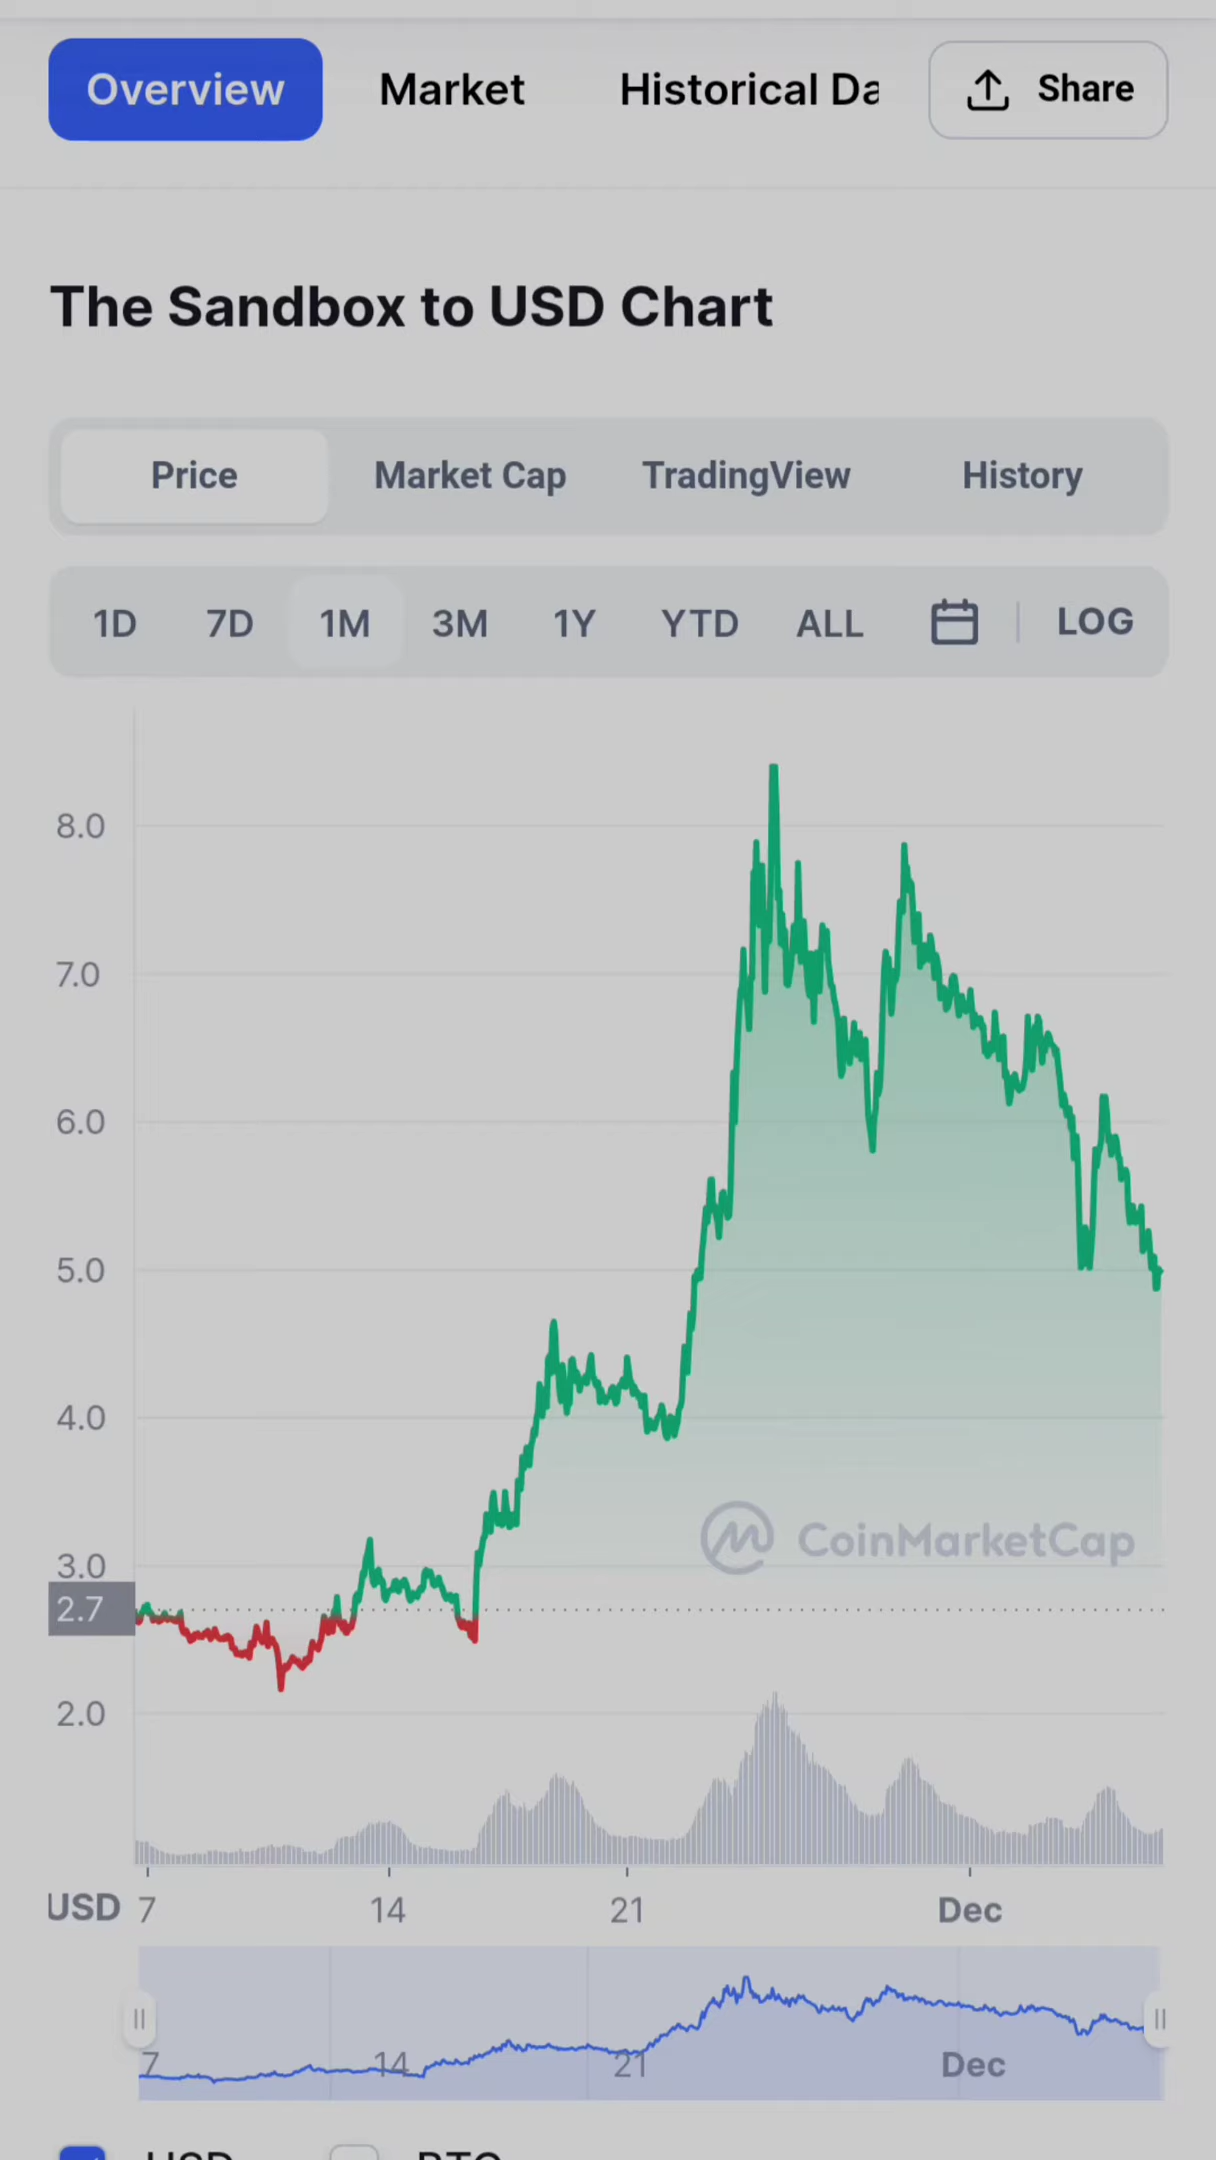 Overview Market Historical Da Share
The Sandbox to USD Chart
Price Market Cap TradingView History
1D 7D 1M 3M 1Y YTD ALL LOG
8.0
7.0
6.0
5.0
4.0
CoinMarketCap
3.0
2.7
2.0
USD 7 14 21 Dec
7 14 21 Dec
USD BTC